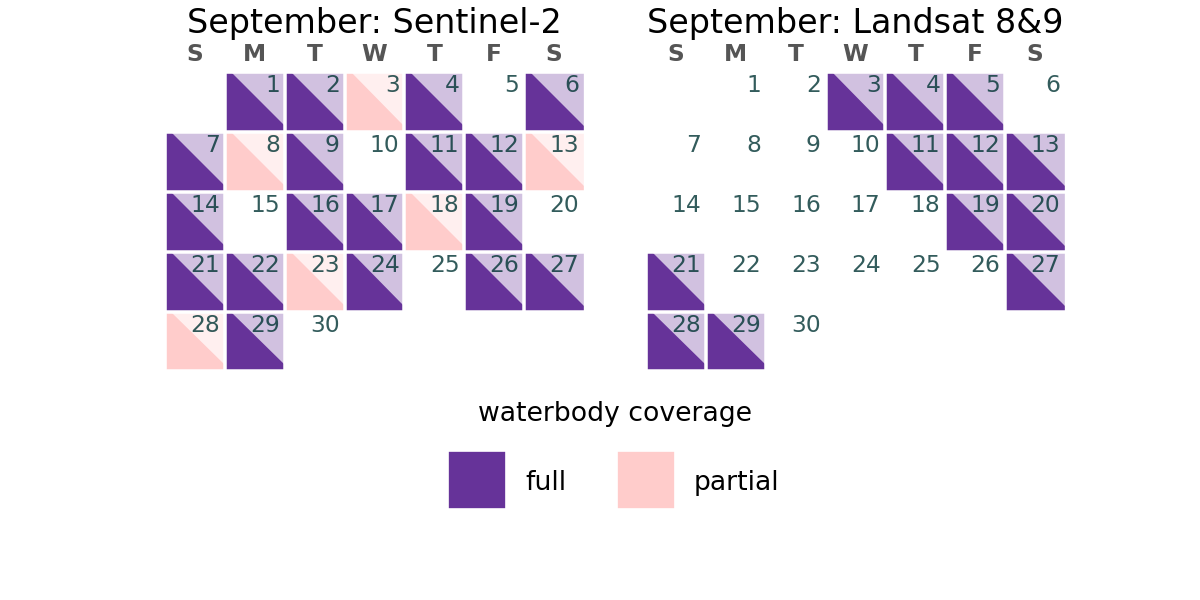 September: Sentinel-2
S M T W T F S
1 2 3 4 5 6
7 8 9 10 11 12 13
14 15 16 17 18 19 20
21 22 23 24 25 26 27
28 29 30
September: Landsat 8&9
S M T W T F S
1 2 3 4 5 6
7 8 9 10 11 12 13
14 15 16 17 18 19 20
21 22 23 24 25 26 27
28 29 30
waterbody coverage
full partial